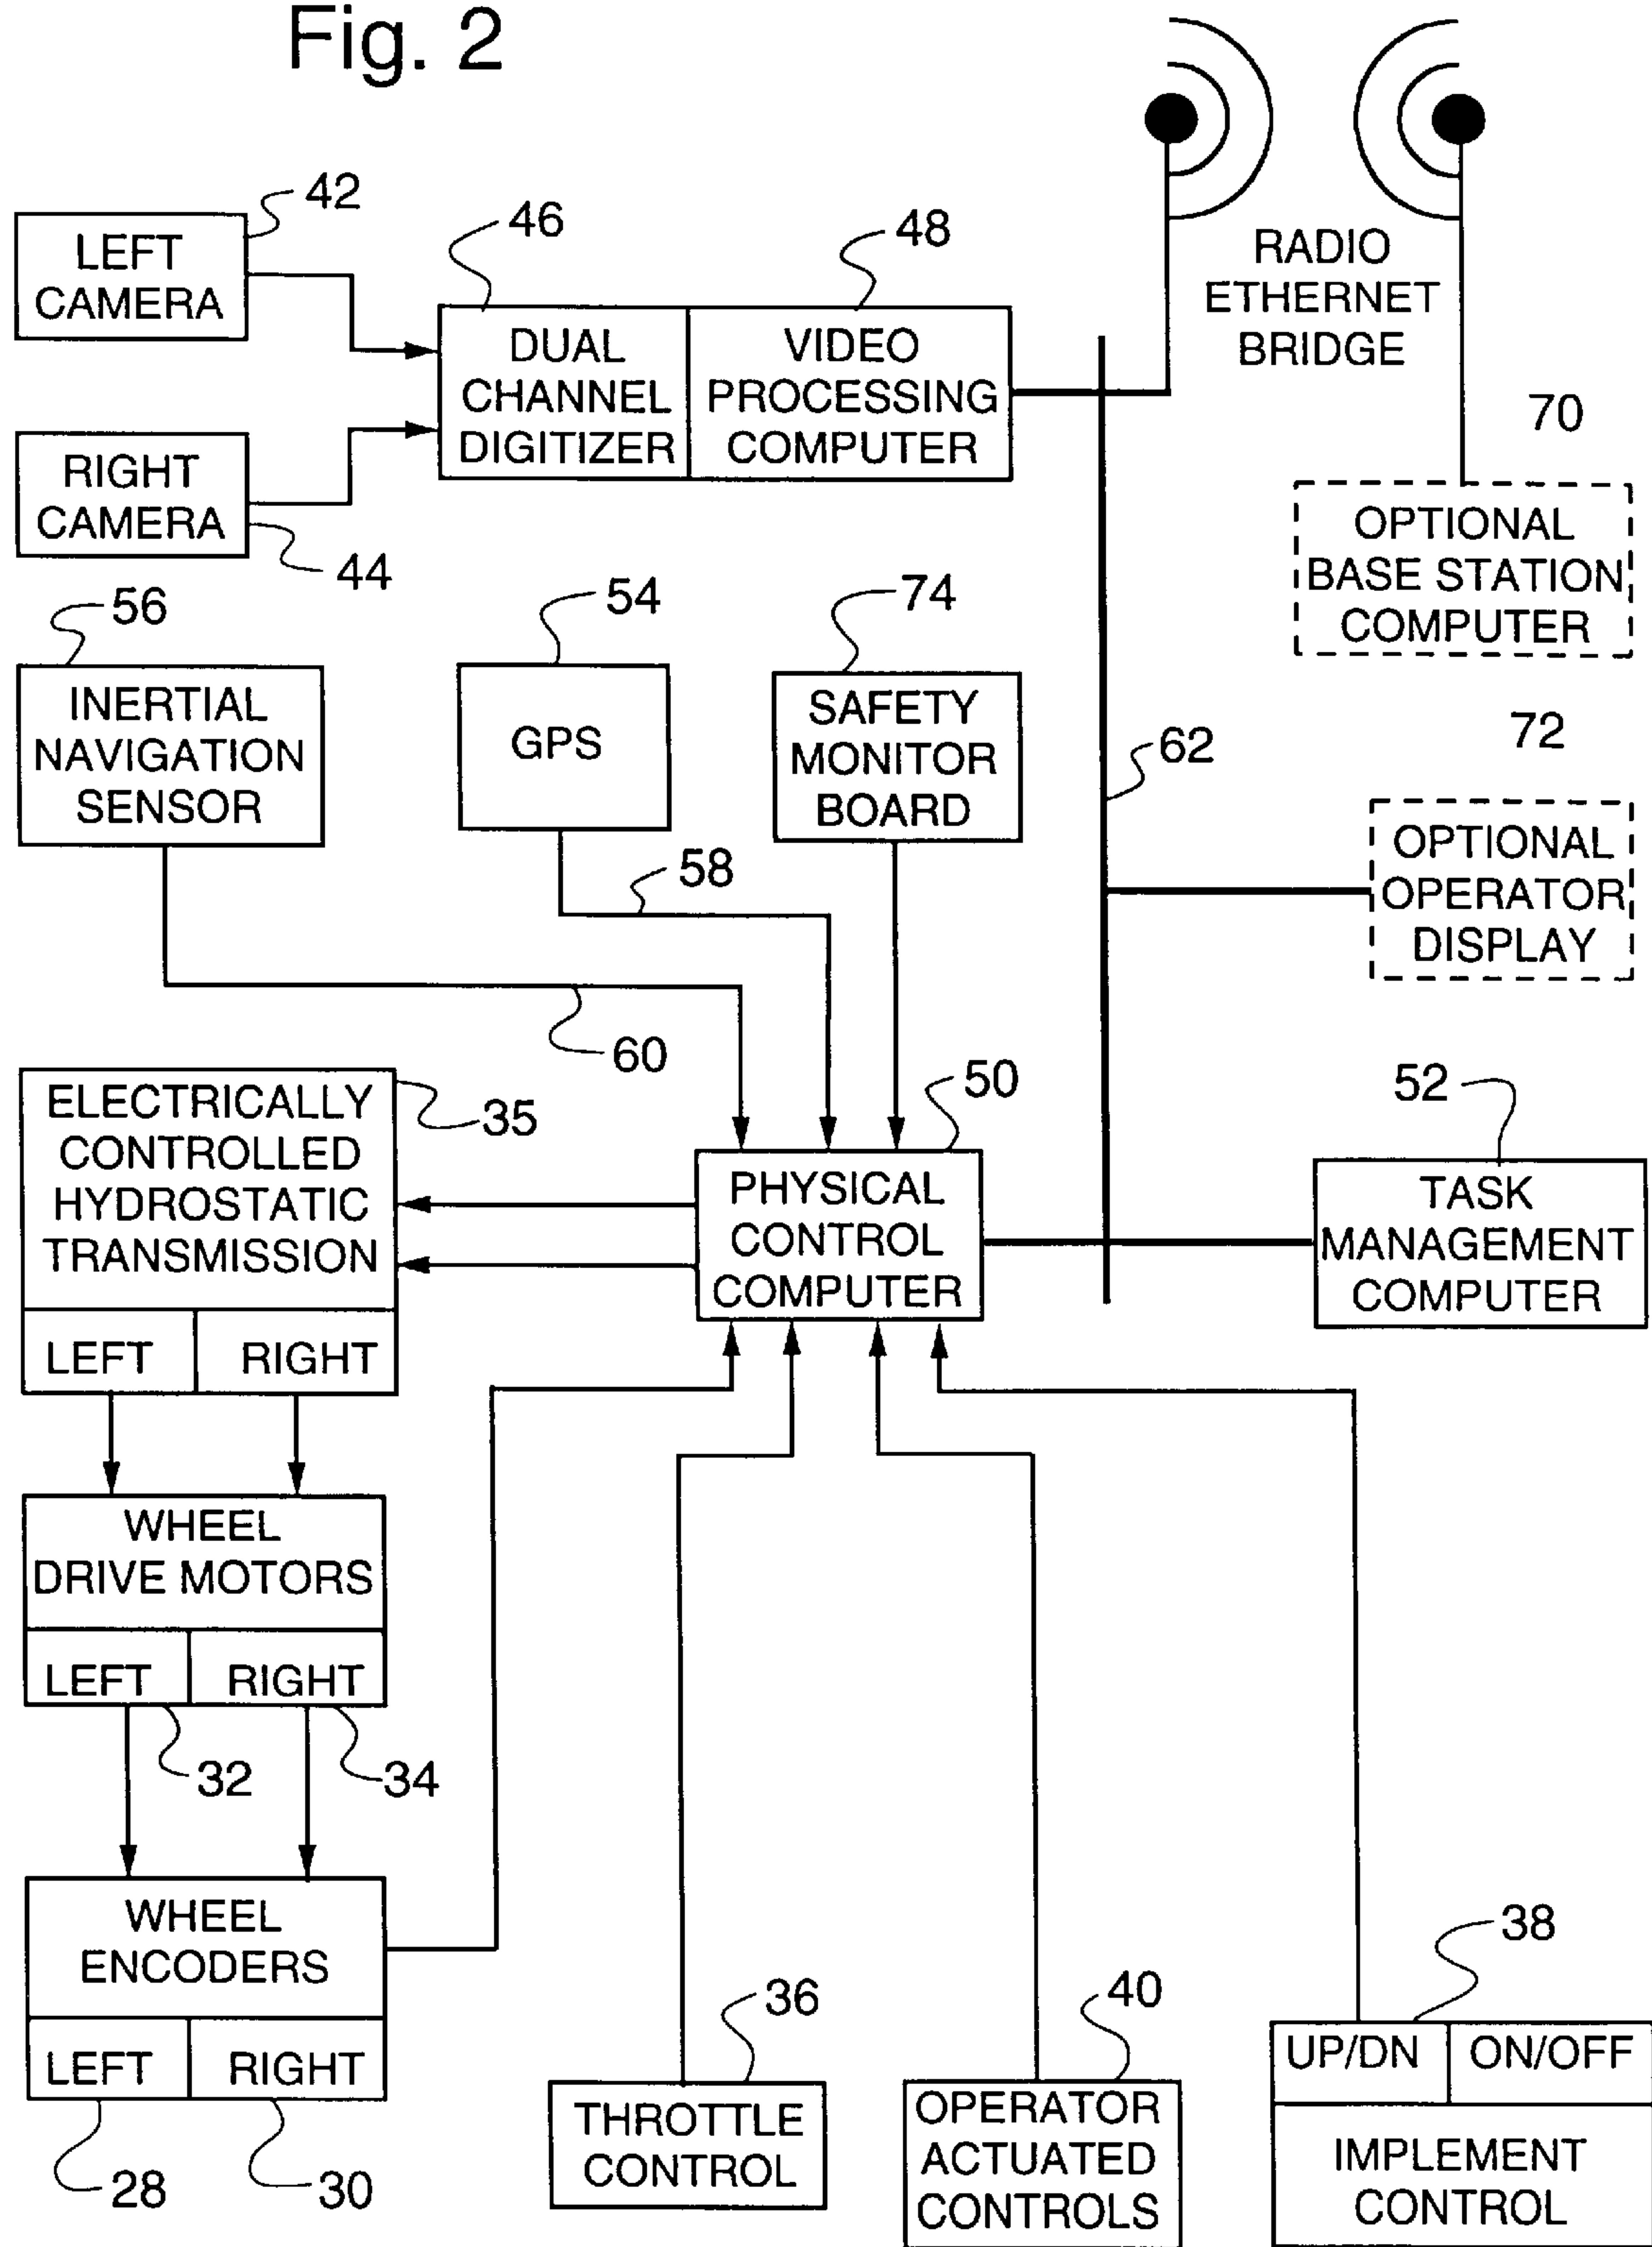 Fig. 2
42
LEFT
CAMERA
46
48
DUAL
CHANNEL
DIGITIZER
VIDEO
PROCESSING
COMPUTER
RADIO
ETHERNET
BRIDGE
70
OPTIONAL
BASE STATION
COMPUTER
RIGHT
CAMERA
44
56
INERTIAL
NAVIGATION
SENSOR
54
GPS
74
SAFETY
MONITOR
BOARD
62
72
OPTIONAL
OPERATOR
DISPLAY
58
60
35
ELECTRICALLY
CONTROLLED
HYDROSTATIC
TRANSMISSION
LEFT
RIGHT
50
PHYSICAL
CONTROL
COMPUTER
52
TASK
MANAGEMENT
COMPUTER
WHEEL
DRIVE MOTORS
LEFT
RIGHT
32
34
WHEEL
ENCODERS
LEFT
RIGHT
28
30
36
THROTTLE
CONTROL
40
OPERATOR
ACTUATED
CONTROLS
38
UP/DN
ON/OFF
IMPLEMENT
CONTROL